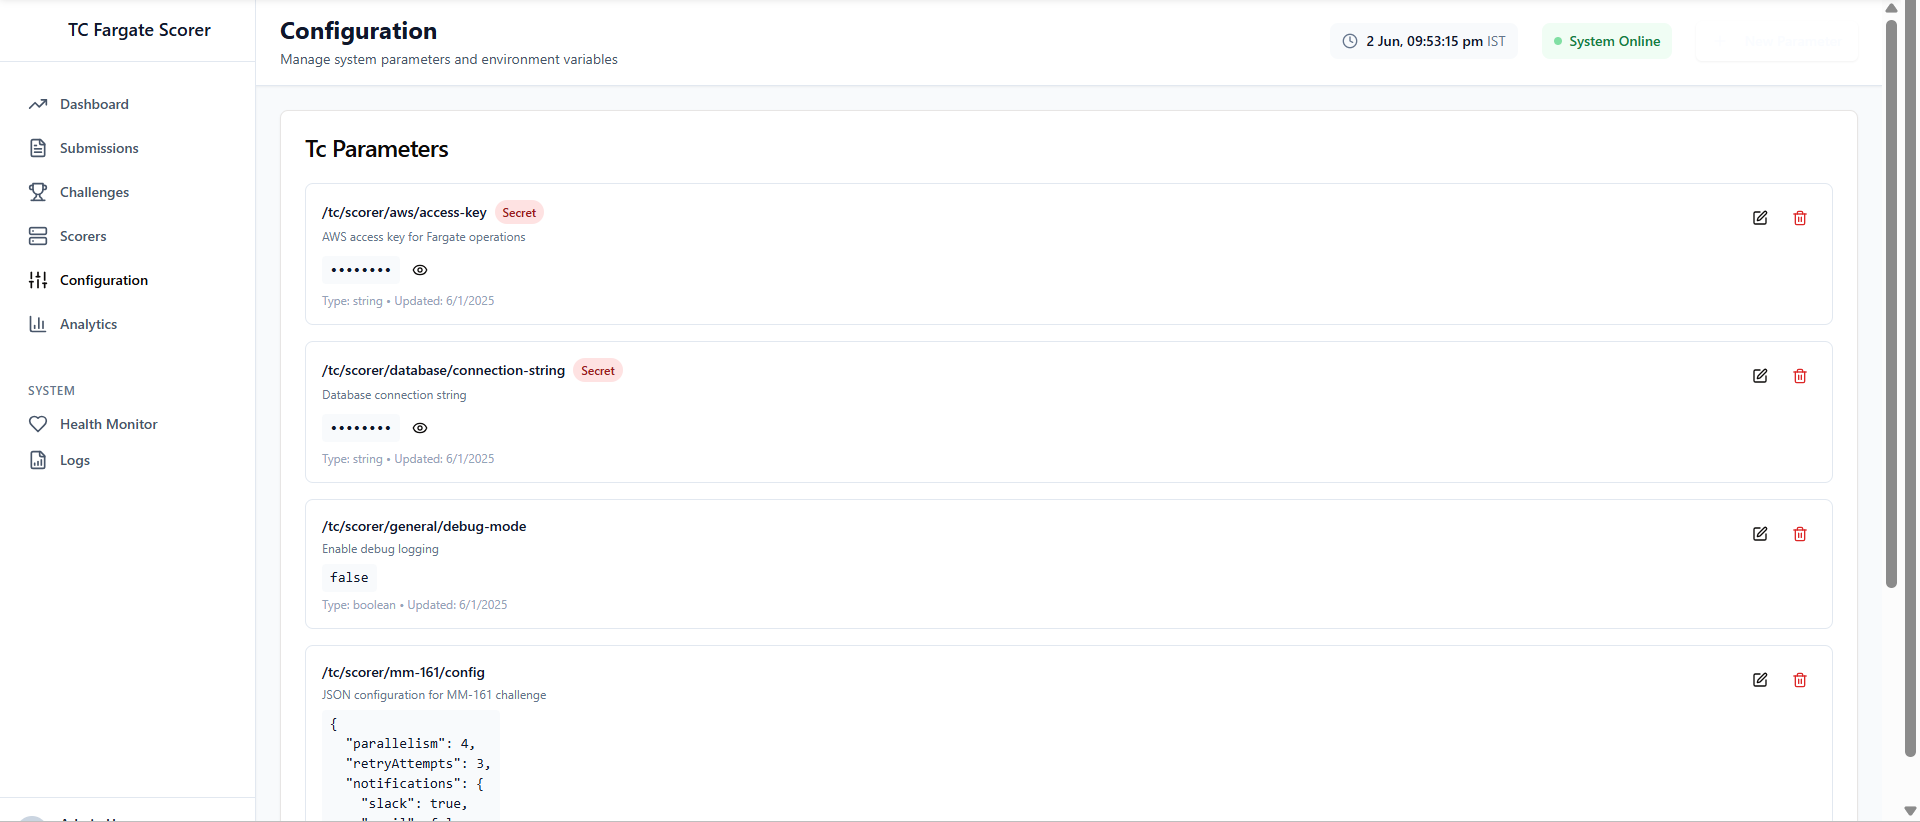 TC Fargate Scorer
Dashboard
Submissions
Challenges
Scorers
Configuration
Analytics
SYSTEM
Health Monitor
Logs
Configuration
Manage system parameters and environment variables
2 Jun, 09:53:15 pm IST
System Online
Tc Parameters
/tc/scorer/aws/access-key Secret
AWS access key for Fargate operations
••••••••
Type: string • Updated: 6/1/2025
/tc/scorer/database/connection-string Secret
Database connection string
••••••••
Type: string • Updated: 6/1/2025
/tc/scorer/general/debug-mode
Enable debug logging
false
Type: boolean • Updated: 6/1/2025
/tc/scorer/mm-161/config
JSON configuration for MM-161 challenge
{
"parallelism": 4,
"retryAttempts": 3,
"notifications": {
"slack": true,